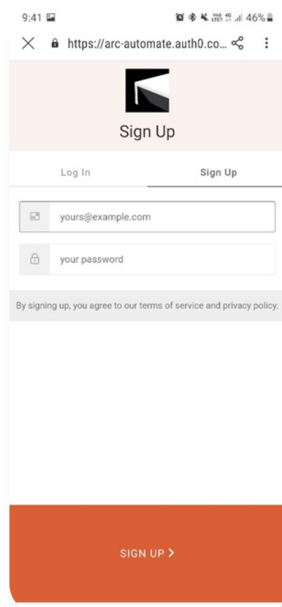 9:41 46%
https://arc-automate.auth0.co...
Sign Up
Log In Sign Up
yours@example.com
your password
By signing up, you agree to our terms of service and privacy policy.
SIGN UP